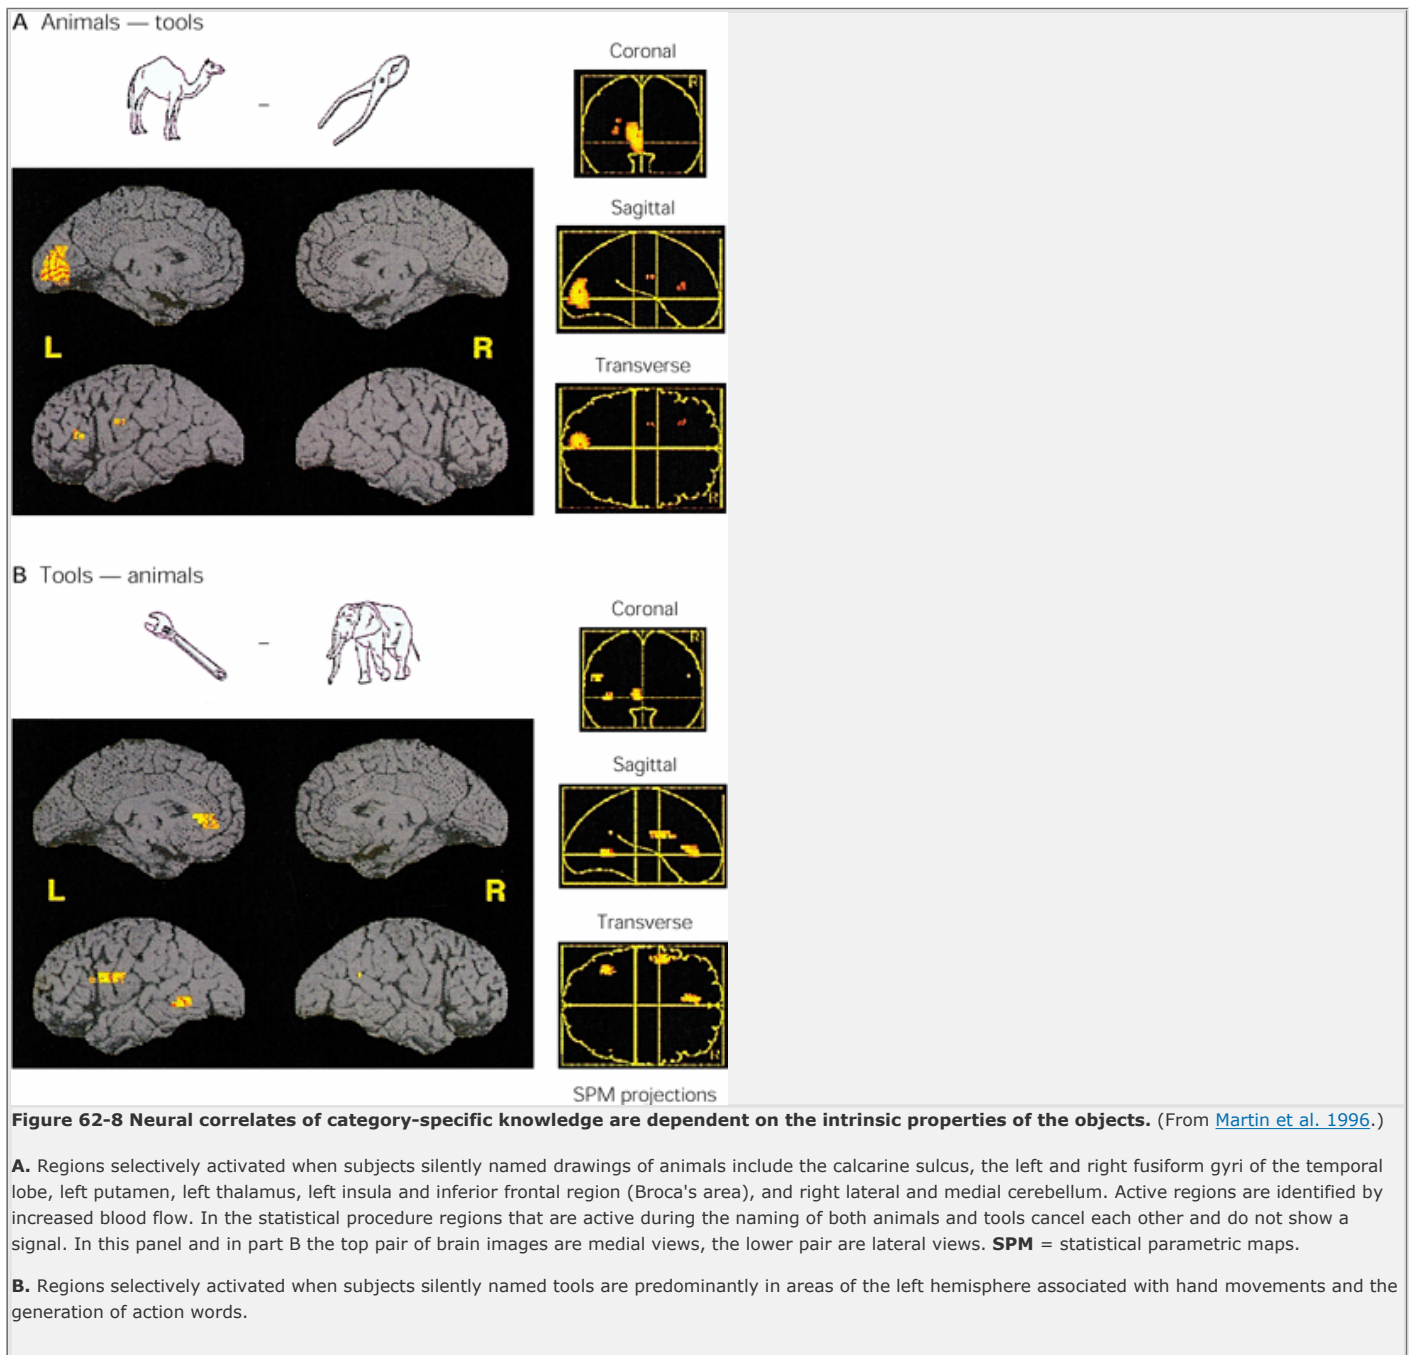 A Animals — tools
Coronal
R
Sagittal
L
R
Transverse
R
B Tools — animals
Coronal
R
Sagittal
L
R
Transverse
R
SPM projections
Figure 62-8 Neural correlates of category-specific knowledge are dependent on the intrinsic properties of the objects. (From Martin et al. 1996.)
A. Regions selectively activated when subjects silently named drawings of animals include the calcarine sulcus, the left and right fusiform gyri of the temporal
lobe, left putamen, left thalamus, left insula and inferior frontal region (Broca's area), and right lateral and medial cerebellum. Active regions are identified by
increased blood flow. In the statistical procedure regions that are active during the naming of both animals and tools cancel each other and do not show a
signal. In this panel and in part B the top pair of brain images are medial views, the lower pair are lateral views. SPM = statistical parametric maps.
B. Regions selectively activated when subjects silently named tools are predominantly in areas of the left hemisphere associated with hand movements and the
generation of action words.